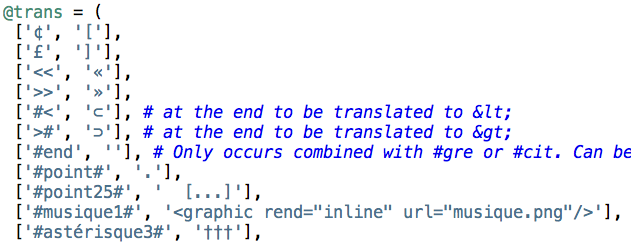 @trans = (
['¢', '['],
['£', ']'],
['<<', '«'],
['>>', '»'],
['#<', '⊂'], # at the end to be translated to &lt;
['>#', '⊃'], # at the end to be translated to &gt;
['#end', ''], # Only occurs combined with #gre or #cit. Can be
['#point#', '.'],
['#point25#', '  [...]'],
['#musique1#', '<graphic rend="inline" url="musique.png"/>'],
['#astérisque3#', '†††'],